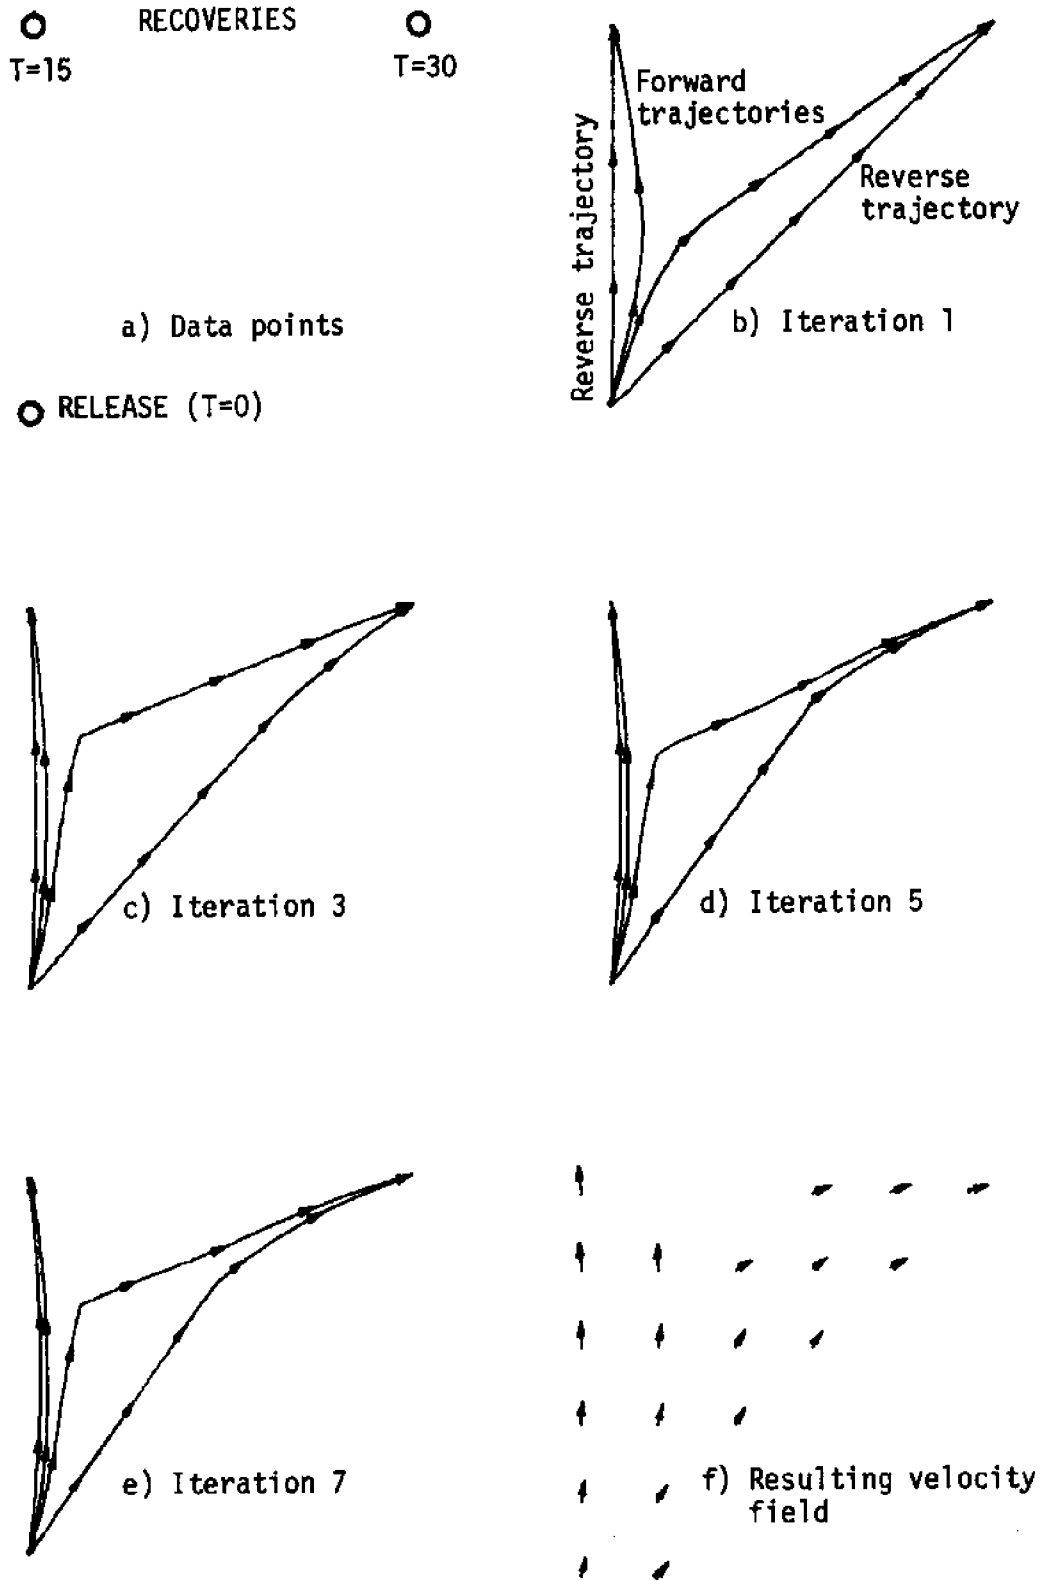 RECOVERIES
T=15
T=30
a) Data points
RELEASE (T=0)
Forward
trajectories
Reverse trajectory
Reverse
trajectory
b) Iteration 1
c) Iteration 3
d) Iteration 5
e) Iteration 7
f) Resulting velocity
field